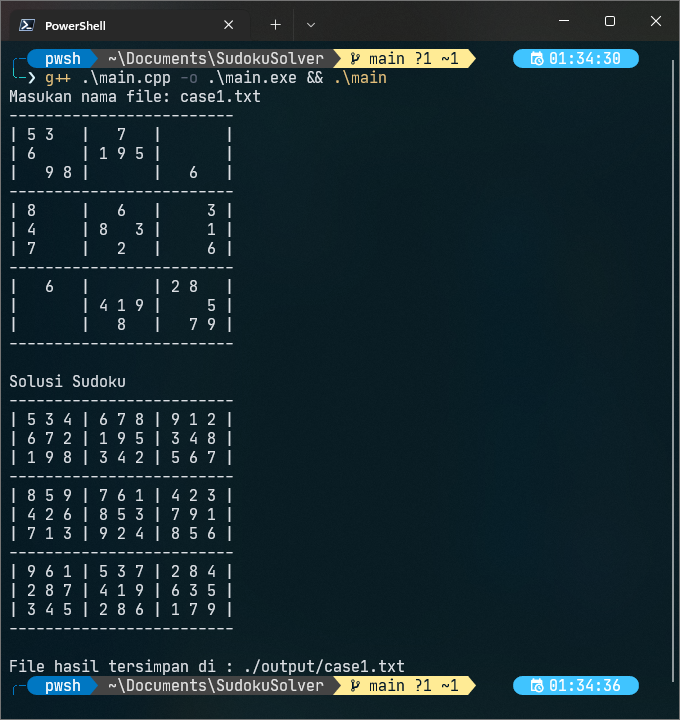 PowerShell
pwsh ~\Documents\SudokuSolver main ?1 ~1 01:34:30
❯ g++ .\main.cpp -o .\main.exe && .\main
Masukan nama file: case1.txt
-------------------------
| 5 3   |   7   |       |
| 6     | 1 9 5 |       |
|   9 8 |       |   6   |
-------------------------
| 8     |   6   |     3 |
| 4     | 8   3 |     1 |
| 7     |   2   |     6 |
-------------------------
|   6   |       | 2 8   |
|       | 4 1 9 |     5 |
|       |   8   |   7 9 |
-------------------------
Solusi Sudoku
-------------------------
| 5 3 4 | 6 7 8 | 9 1 2 |
| 6 7 2 | 1 9 5 | 3 4 8 |
| 1 9 8 | 3 4 2 | 5 6 7 |
-------------------------
| 8 5 9 | 7 6 1 | 4 2 3 |
| 4 2 6 | 8 5 3 | 7 9 1 |
| 7 1 3 | 9 2 4 | 8 5 6 |
-------------------------
| 9 6 1 | 5 3 7 | 2 8 4 |
| 2 8 7 | 4 1 9 | 6 3 5 |
| 3 4 5 | 2 8 6 | 1 7 9 |
-------------------------
File hasil tersimpan di : ./output/case1.txt
pwsh ~\Documents\SudokuSolver main ?1 ~1 01:34:36